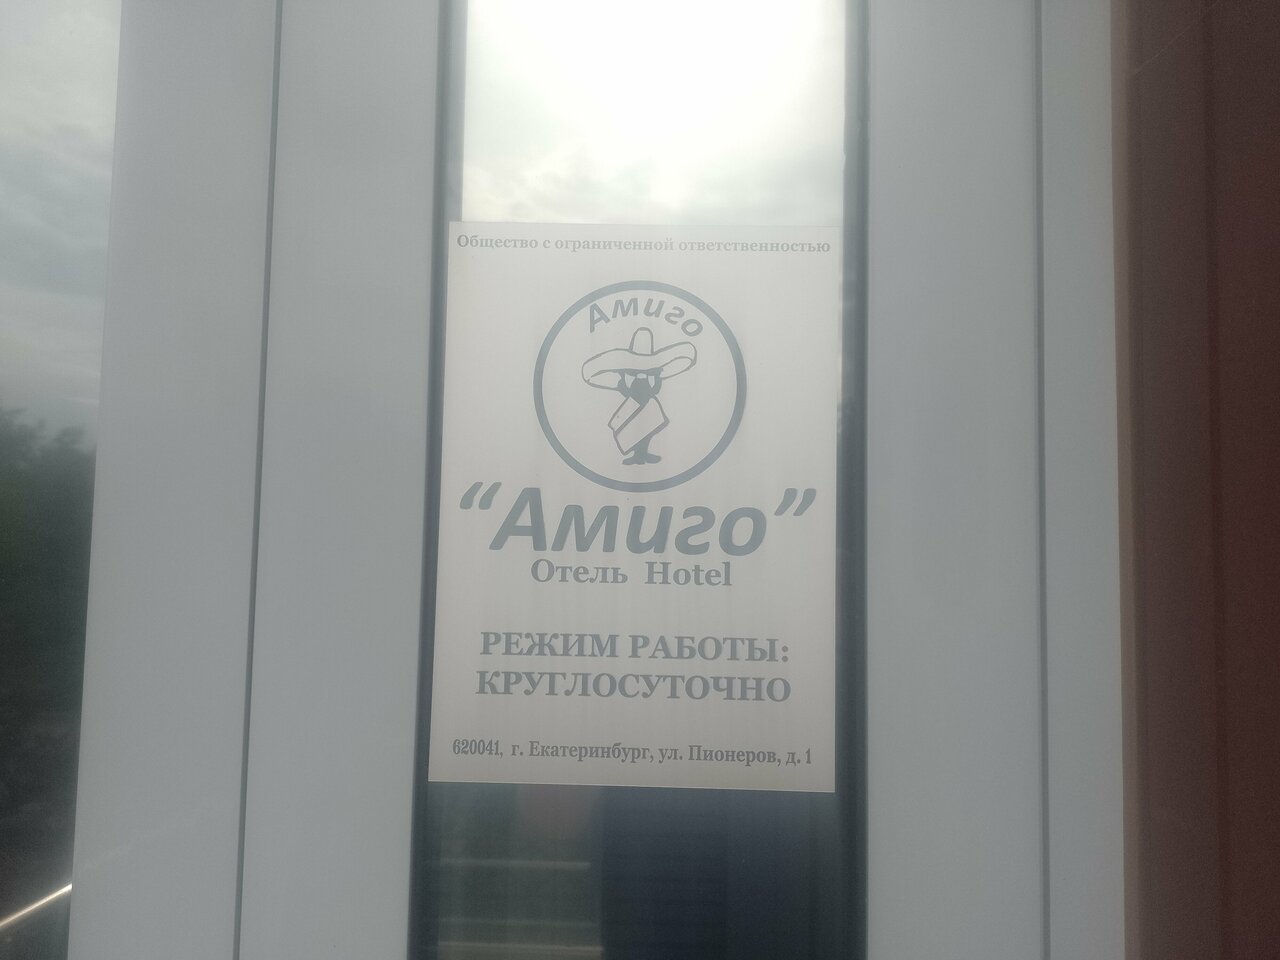 Общество с ограниченной ответственностью
Амиго
“Амиго”
Отель Hotel
РЕЖИМ РАБОТЫ:
КРУГЛОСУТОЧНО
620041, г. Екатеринбург, ул. Пионеров, д. 1